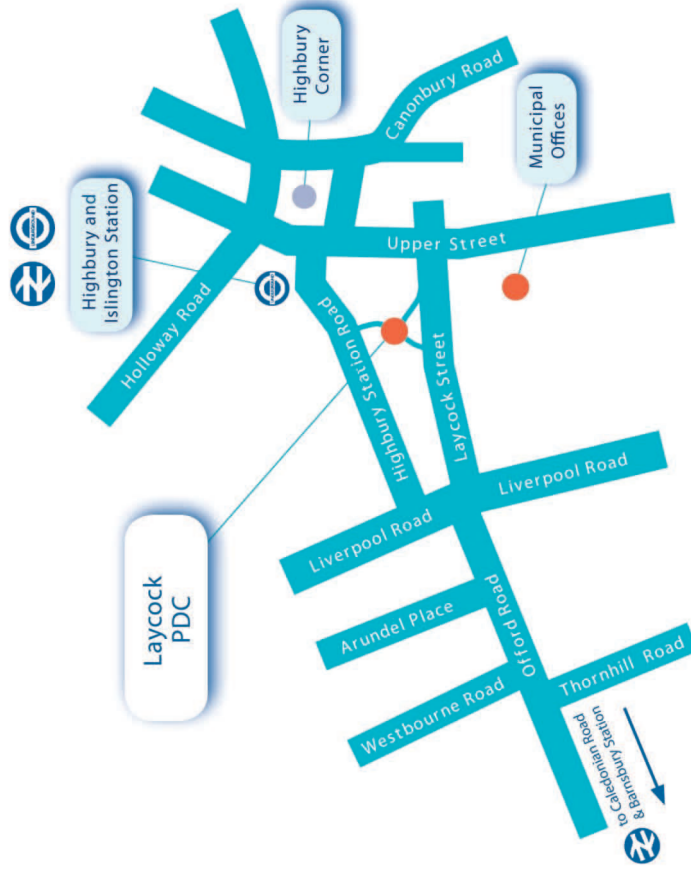 Highbury and
Islington Station
Highbury
Corner
Canonbury Road
Municipal
Offices
Holloway Road
Upper Street
Highbury Station Road
Laycock Street
Laycock
PDC
Liverpool Road
Liverpool Road
Arundel Place
Offord Road
Westbourne Road
Thornhill Road
to Caledonian Road
& Barnsbury Station